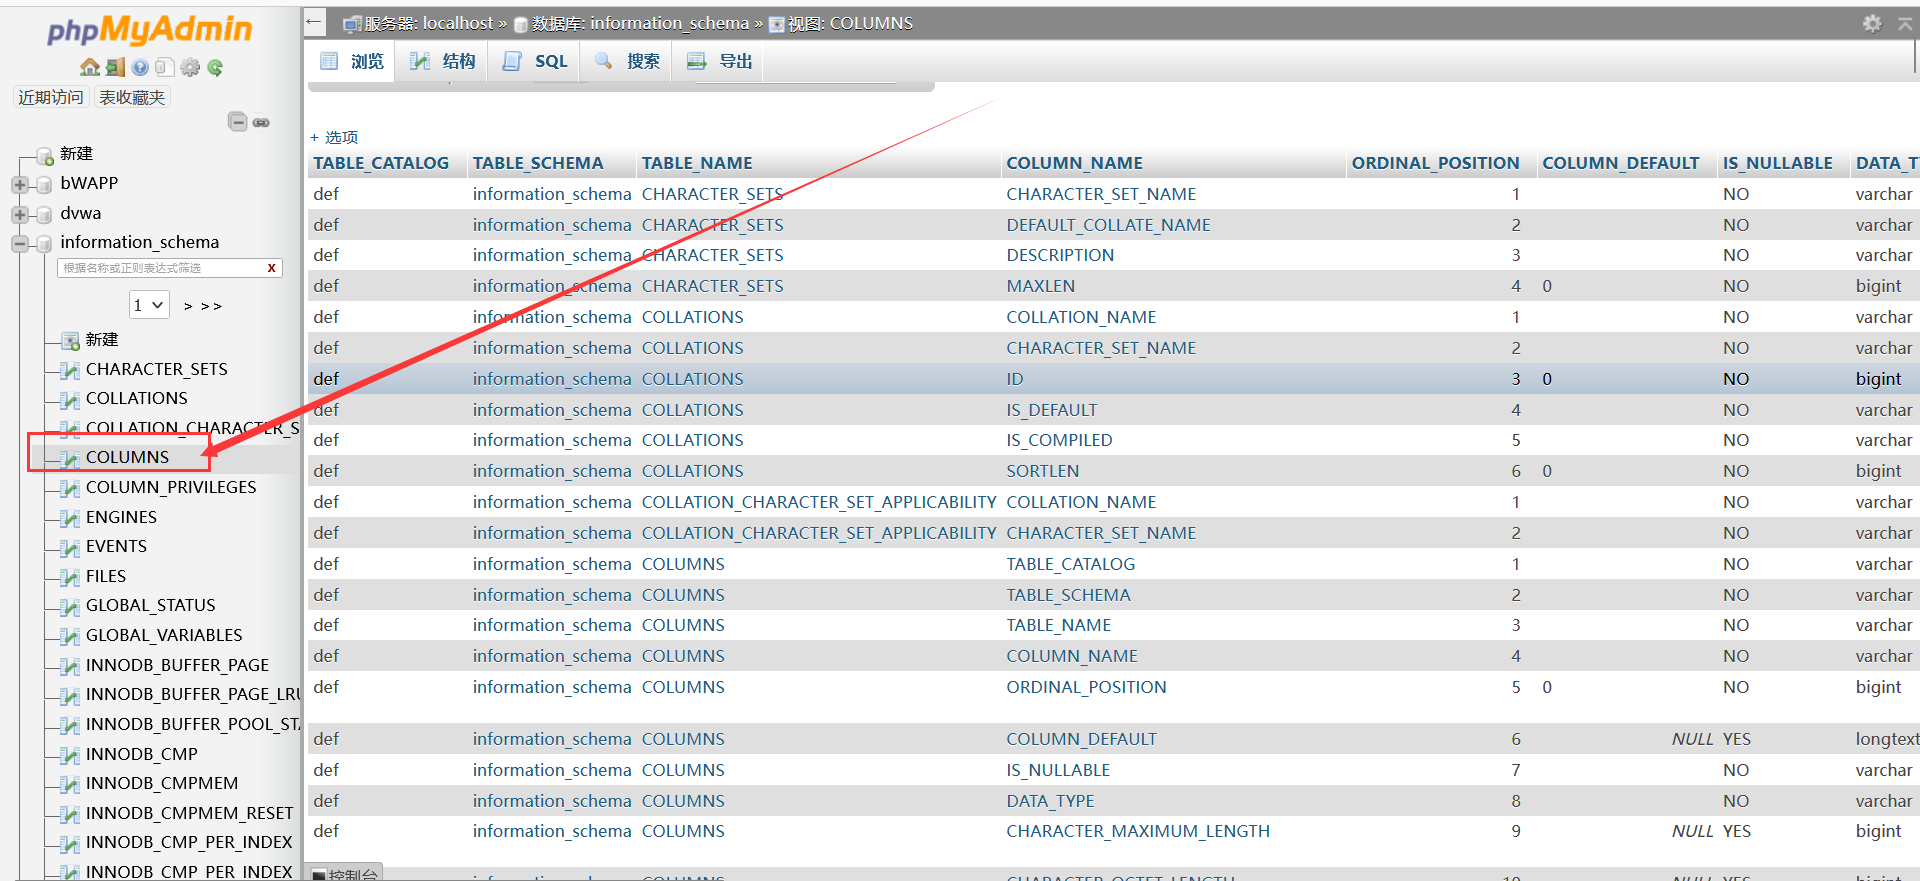 phpMyAdmin
近期访问 表收藏夹
新建
bWAPP
dvwa
information_schema
根据名称或正则表达式筛选 X
1 > >>
新建
CHARACTER_SETS
COLLATIONS
COLLATION_CHARACTER_S
COLUMNS
COLUMN_PRIVILEGES
ENGINES
EVENTS
FILES
GLOBAL_STATUS
GLOBAL_VARIABLES
INNODB_BUFFER_PAGE
INNODB_BUFFER_PAGE_LRU
INNODB_BUFFER_POOL_STA
INNODB_CMP
INNODB_CMPMEM
INNODB_CMPMEM_RESET
INNODB_CMP_PER_INDEX
INNODB_CMP_PER_INDEX
服务器: localhost » 数据库: information_schema » 视图: COLUMNS
浏览 结构 SQL 搜索 导出
+ 选项
TABLE_CATALOG TABLE_SCHEMA TABLE_NAME COLUMN_NAME ORDINAL_POSITION COLUMN_DEFAULT IS_NULLABLE DATA_T
def information_schema CHARACTER_SETS CHARACTER_SET_NAME 1 NO varchar
def information_schema CHARACTER_SETS DEFAULT_COLLATE_NAME 2 NO varchar
def information_schema CHARACTER_SETS DESCRIPTION 3 NO varchar
def information_schema CHARACTER_SETS MAXLEN 4 0 NO bigint
def information_schema COLLATIONS COLLATION_NAME 1 NO varchar
def information_schema COLLATIONS CHARACTER_SET_NAME 2 NO varchar
def information_schema COLLATIONS ID 3 0 NO bigint
def information_schema COLLATIONS IS_DEFAULT 4 NO varchar
def information_schema COLLATIONS IS_COMPILED 5 NO varchar
def information_schema COLLATIONS SORTLEN 6 0 NO bigint
def information_schema COLLATION_CHARACTER_SET_APPLICABILITY COLLATION_NAME 1 NO varchar
def information_schema COLLATION_CHARACTER_SET_APPLICABILITY CHARACTER_SET_NAME 2 NO varchar
def information_schema COLUMNS TABLE_CATALOG 1 NO varchar
def information_schema COLUMNS TABLE_SCHEMA 2 NO varchar
def information_schema COLUMNS TABLE_NAME 3 NO varchar
def information_schema COLUMNS COLUMN_NAME 4 NO varchar
def information_schema COLUMNS ORDINAL_POSITION 5 0 NO bigint
def information_schema COLUMNS COLUMN_DEFAULT 6 NULL YES longtext
def information_schema COLUMNS IS_NULLABLE 7 NO varchar
def information_schema COLUMNS DATA_TYPE 8 NO varchar
def information_schema COLUMNS CHARACTER_MAXIMUM_LENGTH 9 NULL YES bigint
控制台